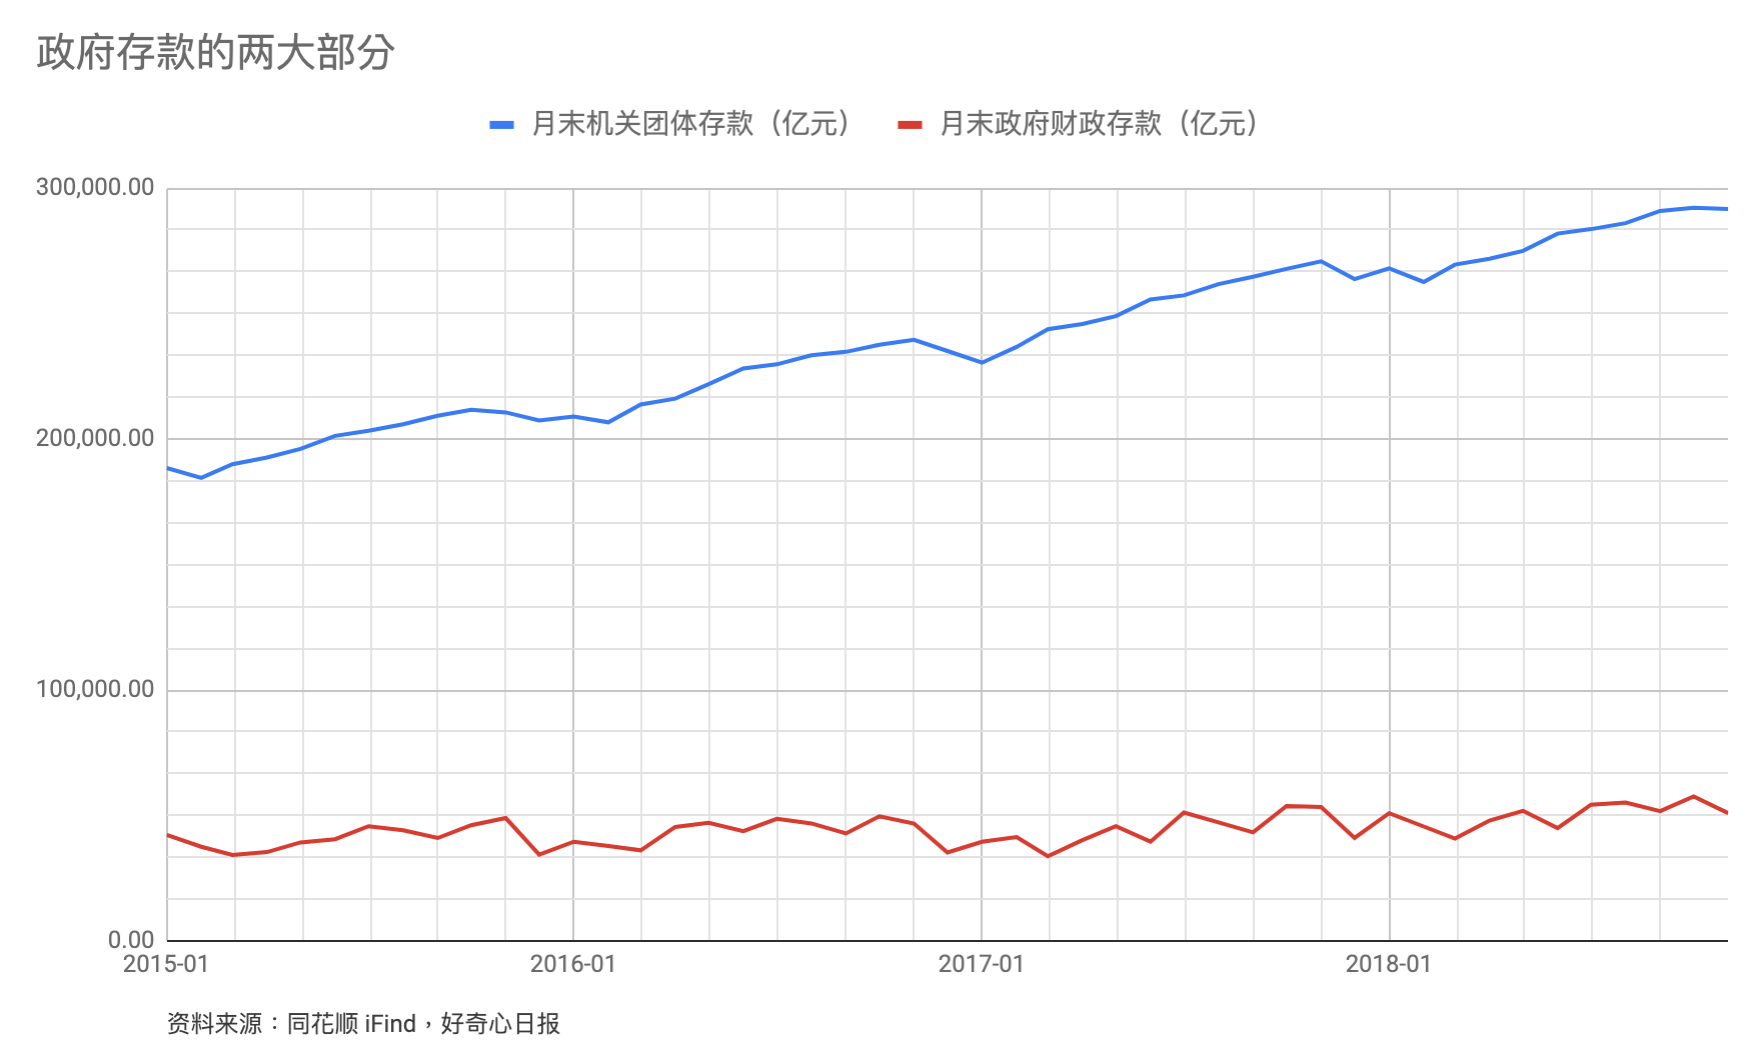 政府存款的两大部分
月末机关团体存款（亿元） 月末政府财政存款（亿元）
300,000.00
200,000.00
100,000.00
0.00
2015-01 2016-01 2017-01 2018-01
资料来源：同花顺 iFind，好奇心日报